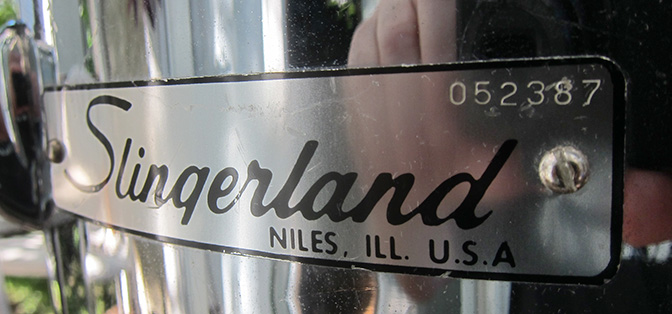 052387
Slingerland
NILES, ILL. U.S.A